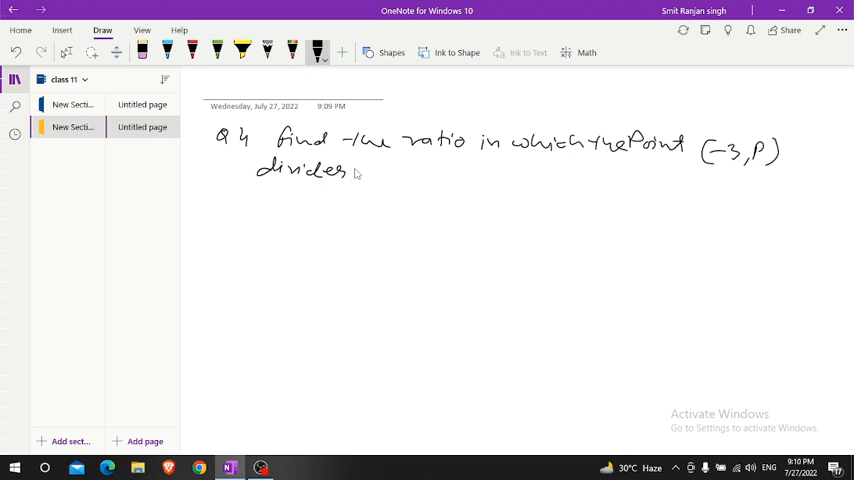 OneNote for Windows 10
Smit Ranjan singh
Home Insert Draw View Help
Share
Shapes Ink to Shape Ink to Text Math
class 11
New Secti... Untitled page
New Secti... Untitled page
Wednesday, July 27, 2022 9:09 PM
Q 4 find the ratio in which the Point (-3, P)
divides
Activate Windows
Go to Settings to activate Windows.
Add sect... Add page
30°C Haze ENG 9:10 PM
7/27/2022 17